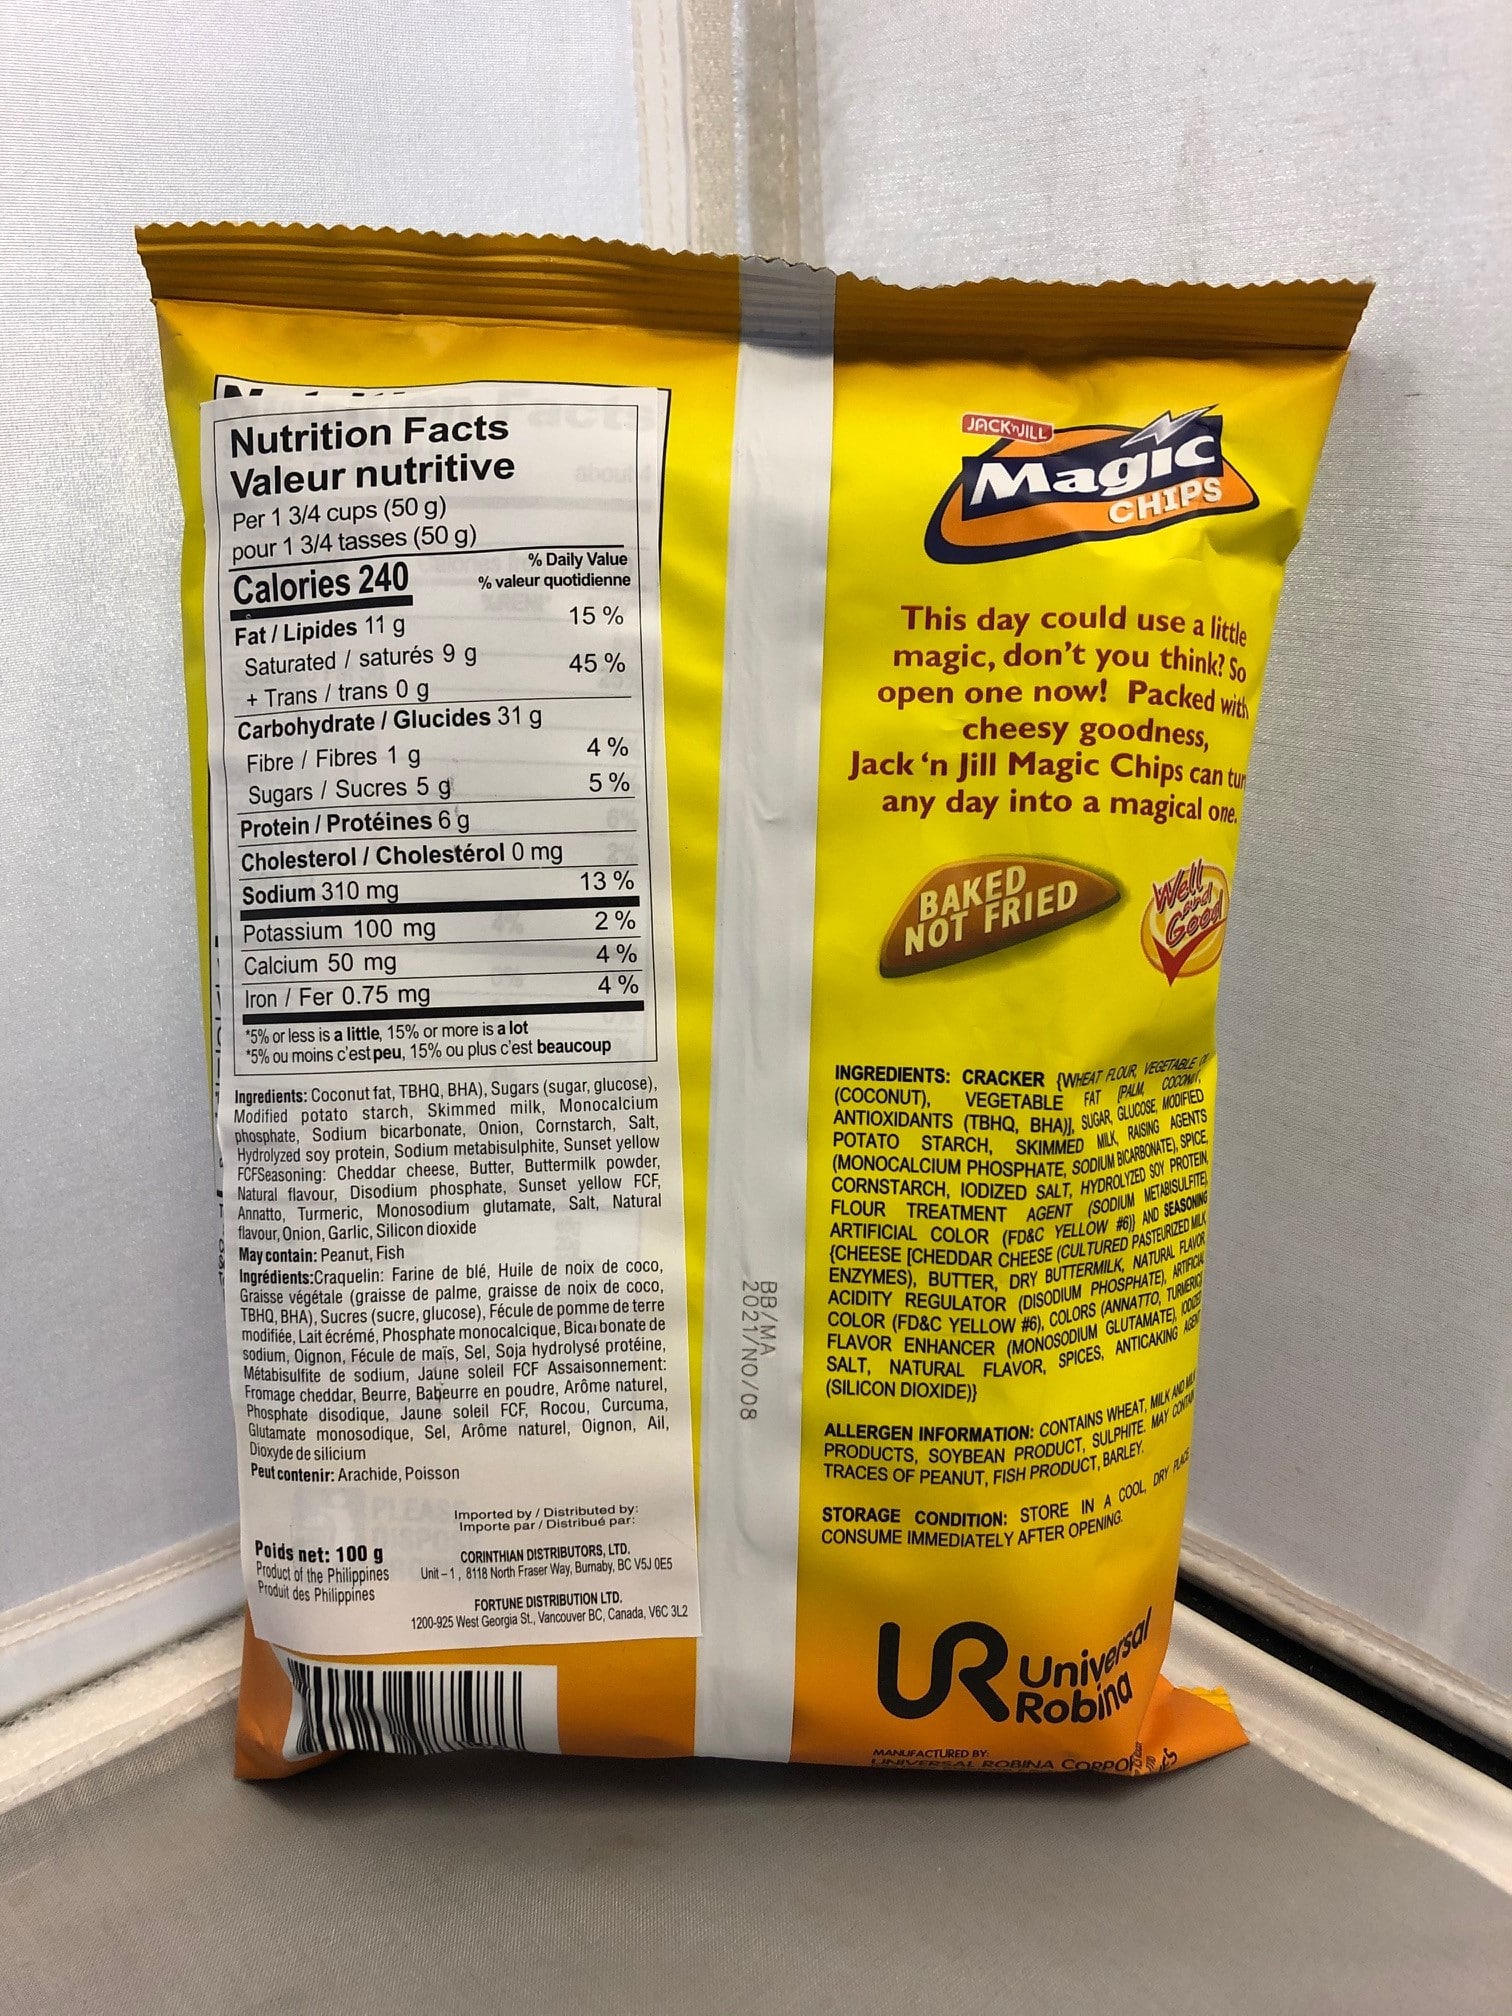 Nutrition Facts
Valeur nutritive
Per 1 3/4 cups (50 g)
pour 1 3/4 tasses (50 g)
% Daily Value
Calories 240
% valeur quotidienne
Fat / Lipides 11 g 15 %
Saturated / saturés 9 g 45 %
+ Trans / trans 0 g
Carbohydrate / Glucides 31 g
Fibre / Fibres 1 g 4 %
Sugars / Sucres 5 g 5 %
Protein / Protéines 6 g
Cholesterol / Cholestérol 0 mg
Sodium 310 mg 13 %
Potassium 100 mg 2 %
Calcium 50 mg 4 %
Iron / Fer 0.75 mg 4 %
*5% or less is a little, 15% or more is a lot
*5% ou moins c'est peu, 15% ou plus c'est beaucoup
Ingredients: Coconut fat, TBHQ, BHA), Sugars (sugar, glucose),
Modified potato starch, Skimmed milk, Monocalcium
phosphate, Sodium bicarbonate, Onion, Cornstarch, Salt,
Hydrolyzed soy protein, Sodium metabisulphite, Sunset yellow
FCFSeasoning: Cheddar cheese, Butter, Buttermilk powder,
Natural flavour, Disodium phosphate, Sunset yellow FCF,
Annatto, Turmeric, Monosodium glutamate, Salt, Natural
flavour, Onion, Garlic, Silicon dioxide
May contain: Peanut, Fish
Ingrédients:Craquelin: Farine de blé, Huile de noix de coco,
Graisse végétale (graisse de palme, graisse de noix de coco,
TBHQ, BHA), Sucres (sucre, glucose), Fécule de pomme de terre
modifiée, Lait écrémé, Phosphate monocalcique, Bicarbonate de
sodium, Oignon, Fécule de maïs, Sel, Soja hydrolysé protéine,
Métabisulfite de sodium, Jaune soleil FCF Assaisonnement:
Fromage cheddar, Beurre, Babeurre en poudre, Arôme naturel,
Phosphate disodique, Jaune soleil FCF, Rocou, Curcuma,
Glutamate monosodique, Sel, Arôme naturel, Oignon, Ail,
Dioxyde de silicium
Peut contenir: Arachide, Poisson
Imported by / Distributed by:
Importe par / Distribué par:
Poids net: 100 g
Product of the Philippines
Produit des Philippines
CORINTHIAN DISTRIBUTORS, LTD.
Unit – 1, 8118 North Fraser Way, Burnaby, BC V5J 0E5
FORTUNE DISTRIBUTION LTD.
1200-925 West Georgia St., Vancouver BC, Canada, V6C 3L2
BB/MA
2021/NO/08
JACK 'n JILL
Magic
CHIPS
This day could use a little
magic, don't you think? So
open one now! Packed with
cheesy goodness,
Jack 'n Jill Magic Chips can
any day into a magical one.
BAKED
NOT FRIED
Well
and
Good
INGREDIENTS: CRACKER {WHEAT FLOUR, VEGETABLE
(COCONUT), VEGETABLE FAT (PALM, COCONUT,
ANTIOXIDANTS (TBHQ, BHA)], SUGAR, GLUCOSE, MODIFIED
POTATO STARCH, SKIMMED MILK, RAISING AGENTS
(MONOCALCIUM PHOSPHATE, SODIUM BICARBONATE), SPICE,
CORNSTARCH, IODIZED SALT, HYDROLYZED SOY PROTEIN,
FLOUR TREATMENT AGENT (SODIUM METABISULFITE),
ARTIFICIAL COLOR (FD&C YELLOW #6)} AND SEASONING
{CHEESE [CHEDDAR CHEESE (CULTURED PASTEURIZED MILK
ENZYMES), BUTTER, DRY BUTTERMILK, NATURAL FLAVOR
ACIDITY REGULATOR (DISODIUM PHOSPHATE), ARTIFICIAL
COLOR (FD&C YELLOW #6), COLORS (ANNATTO, TURMERIC)
FLAVOR ENHANCER (MONOSODIUM GLUTAMATE), IODIZED
SALT, NATURAL FLAVOR, SPICES, ANTICAKING AGENT
(SILICON DIOXIDE)}
ALLERGEN INFORMATION: CONTAINS WHEAT, MILK AND
PRODUCTS, SOYBEAN PRODUCT, SULPHITE. MAY CONTAIN
TRACES OF PEANUT, FISH PRODUCT, BARLEY.
STORAGE CONDITION: STORE IN A COOL, DRY PLACE
CONSUME IMMEDIATELY AFTER OPENING.
UR Universal
Robina
MANUFACTURED BY:
UNIVERSAL ROBINA